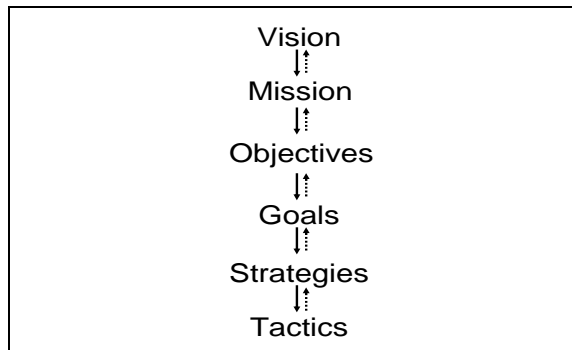 Vision
Mission
Objectives
Goals
Strategies
Tactics